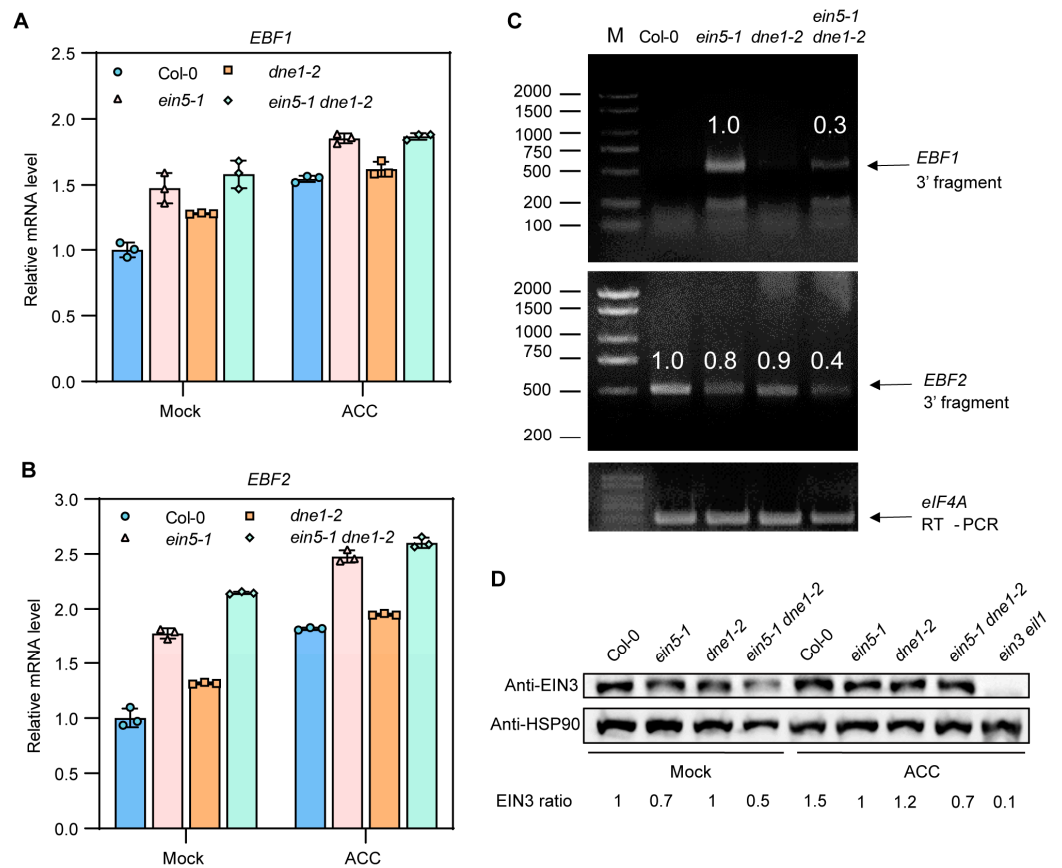 A
EBF1
Relative mRNA level
2.5
2.0
1.5
1.0
0.5
0.0
Col-0
dne1-2
ein5-1
ein5-1 dne1-2
Mock
ACC
B
EBF2
Relative mRNA level
3.0
2.5
2.0
1.5
1.0
0.5
0.0
Col-0
dne1-2
ein5-1
ein5-1 dne1-2
Mock
ACC
C
M
Col-0
ein5-1
dne1-2
ein5-1
dne1-2
2000
1500
1000
750
500
200
100
1.0
0.3
EBF1
3' fragment
2000
1500
1000
750
500
200
1.0
0.8
0.9
0.4
EBF2
3' fragment
eIF4A
RT -PCR
D
Col-0
ein5-1
dne1-2
ein5-1 dne1-2
Col-0
ein5-1
dne1-2
ein5-1 dne1-2
ein3 eil1
Anti-EIN3
Anti-HSP90
Mock
ACC
EIN3 ratio 1 0.7 1 0.5 1.5 1 1.2 0.7 0.1